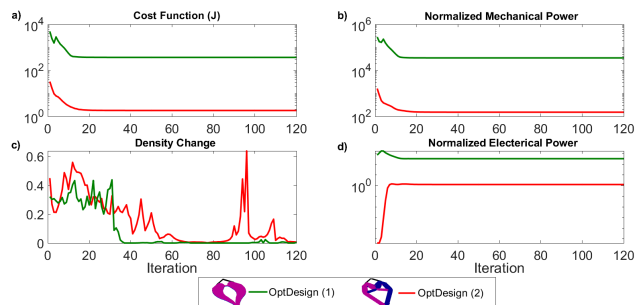 a) Cost Function (J)
10^4
10^2
10^0
0 20 40 60 80 100 120
b) Normalized Mechanical Power
10^6
10^4
10^2
0 20 40 60 80 100 120
c) Density Change
0.6
0.4
0.2
0
0 20 40 60 80 100 120
Iteration
d) Normalized Electerical Power
10^0
0 20 40 60 80 100 120
Iteration
OptDesign (1)
OptDesign (2)